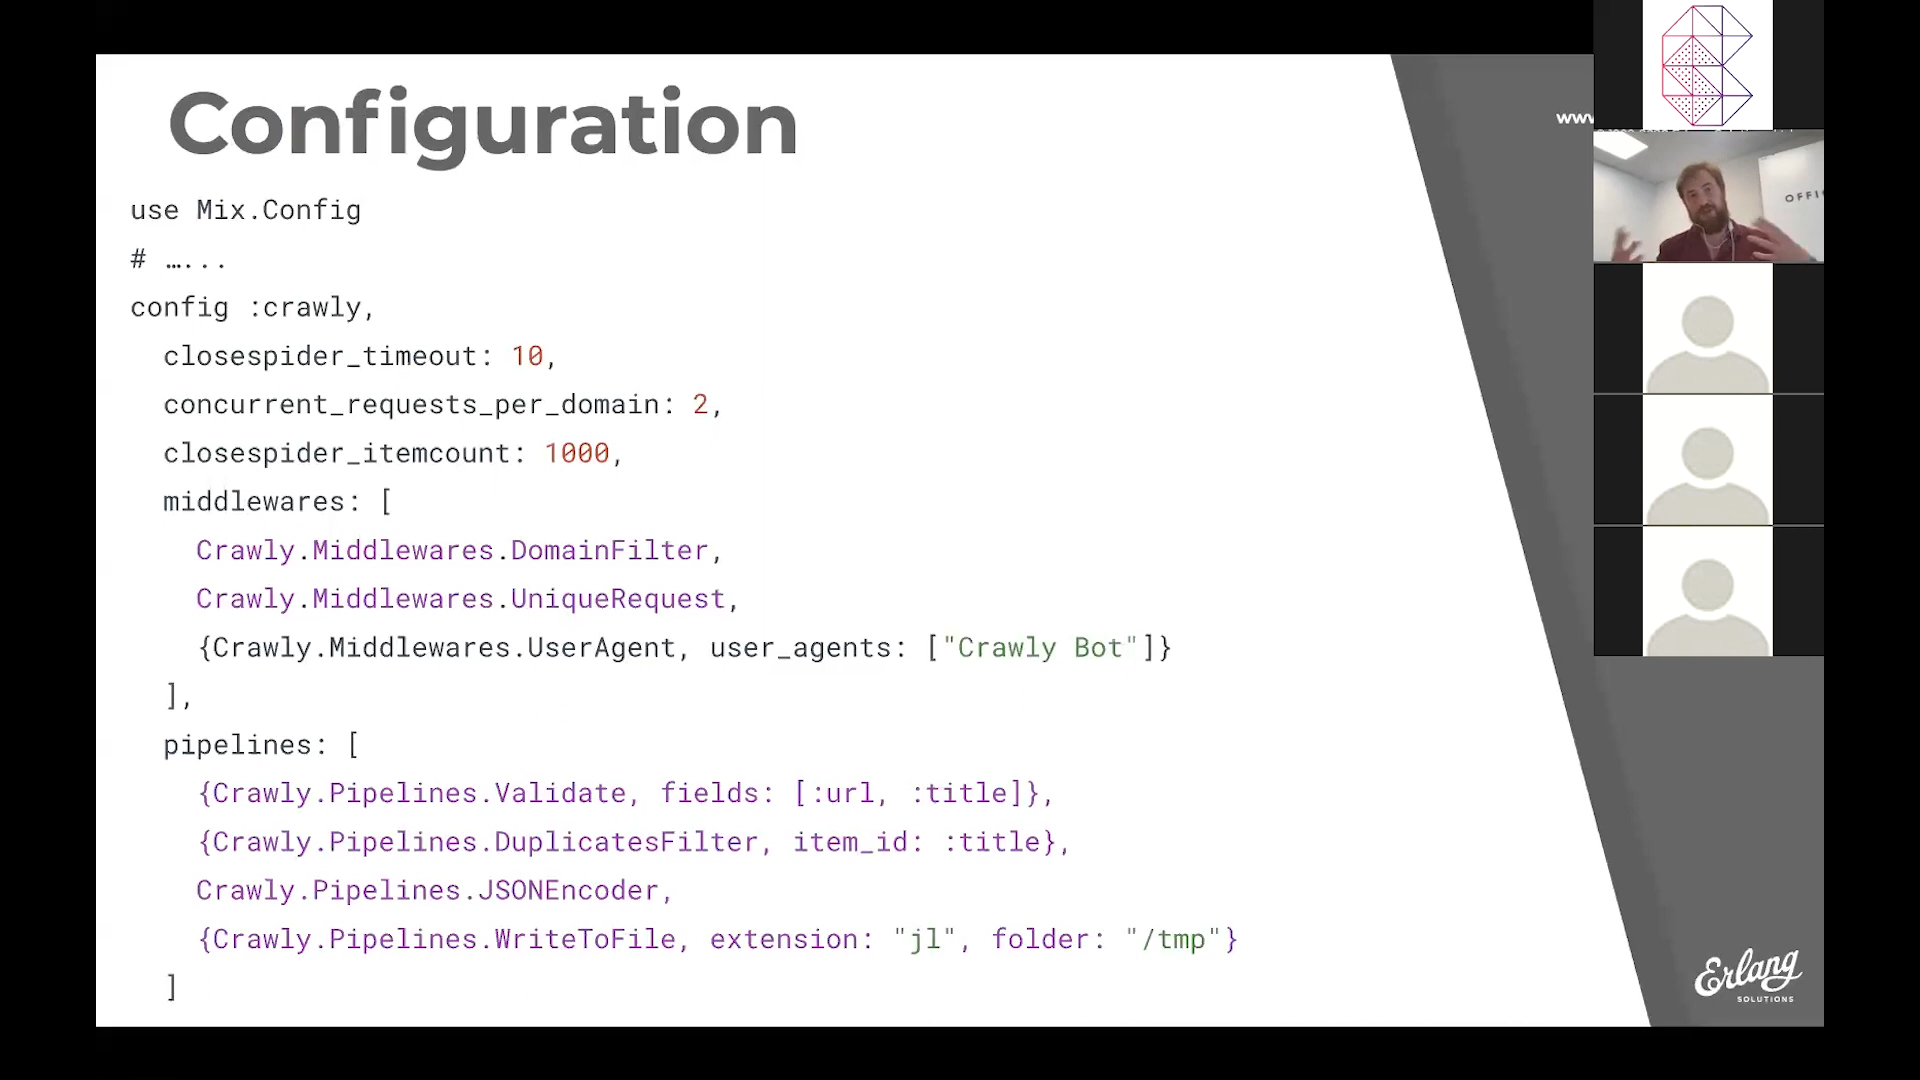 Configuration
www
use Mix.Config
# …...
config :crawly,
closespider_timeout: 10,
concurrent_requests_per_domain: 2,
closespider_itemcount: 1000,
middlewares: [
Crawly.Middlewares.DomainFilter,
Crawly.Middlewares.UniqueRequest,
{Crawly.Middlewares.UserAgent, user_agents: ["Crawly Bot"]}
],
pipelines: [
{Crawly.Pipelines.Validate, fields: [:url, :title]},
{Crawly.Pipelines.DuplicatesFilter, item_id: :title},
Crawly.Pipelines.JSONEncoder,
{Crawly.Pipelines.WriteToFile, extension: "jl", folder: "/tmp"}
]
OFFI
Erlang
SOLUTIONS